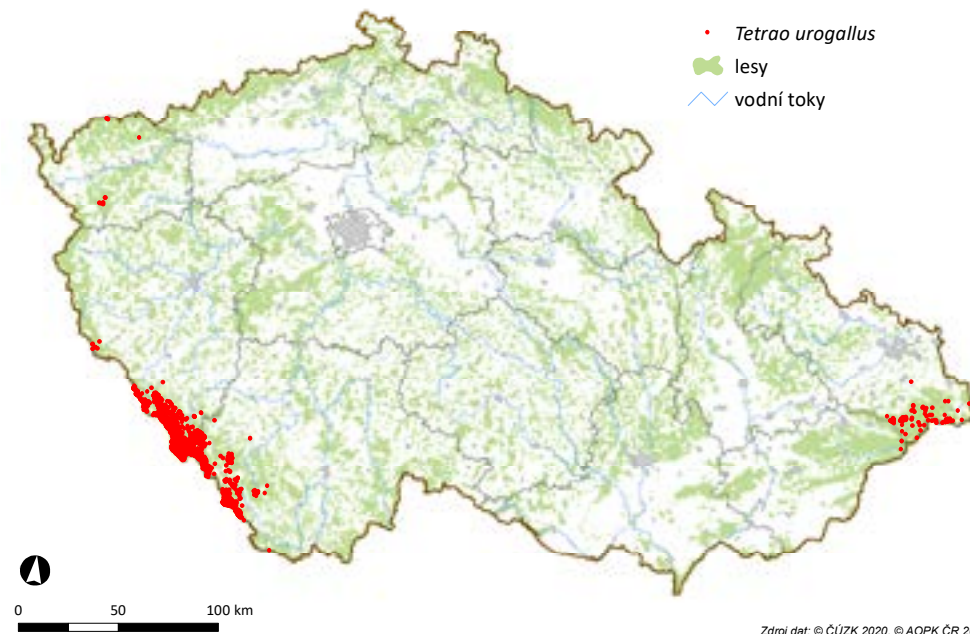 Tetrao urogallus
lesy
vodní toky
0 50 100 km
Zdroj dat: © ČÚZK 2020, © AOPK ČR